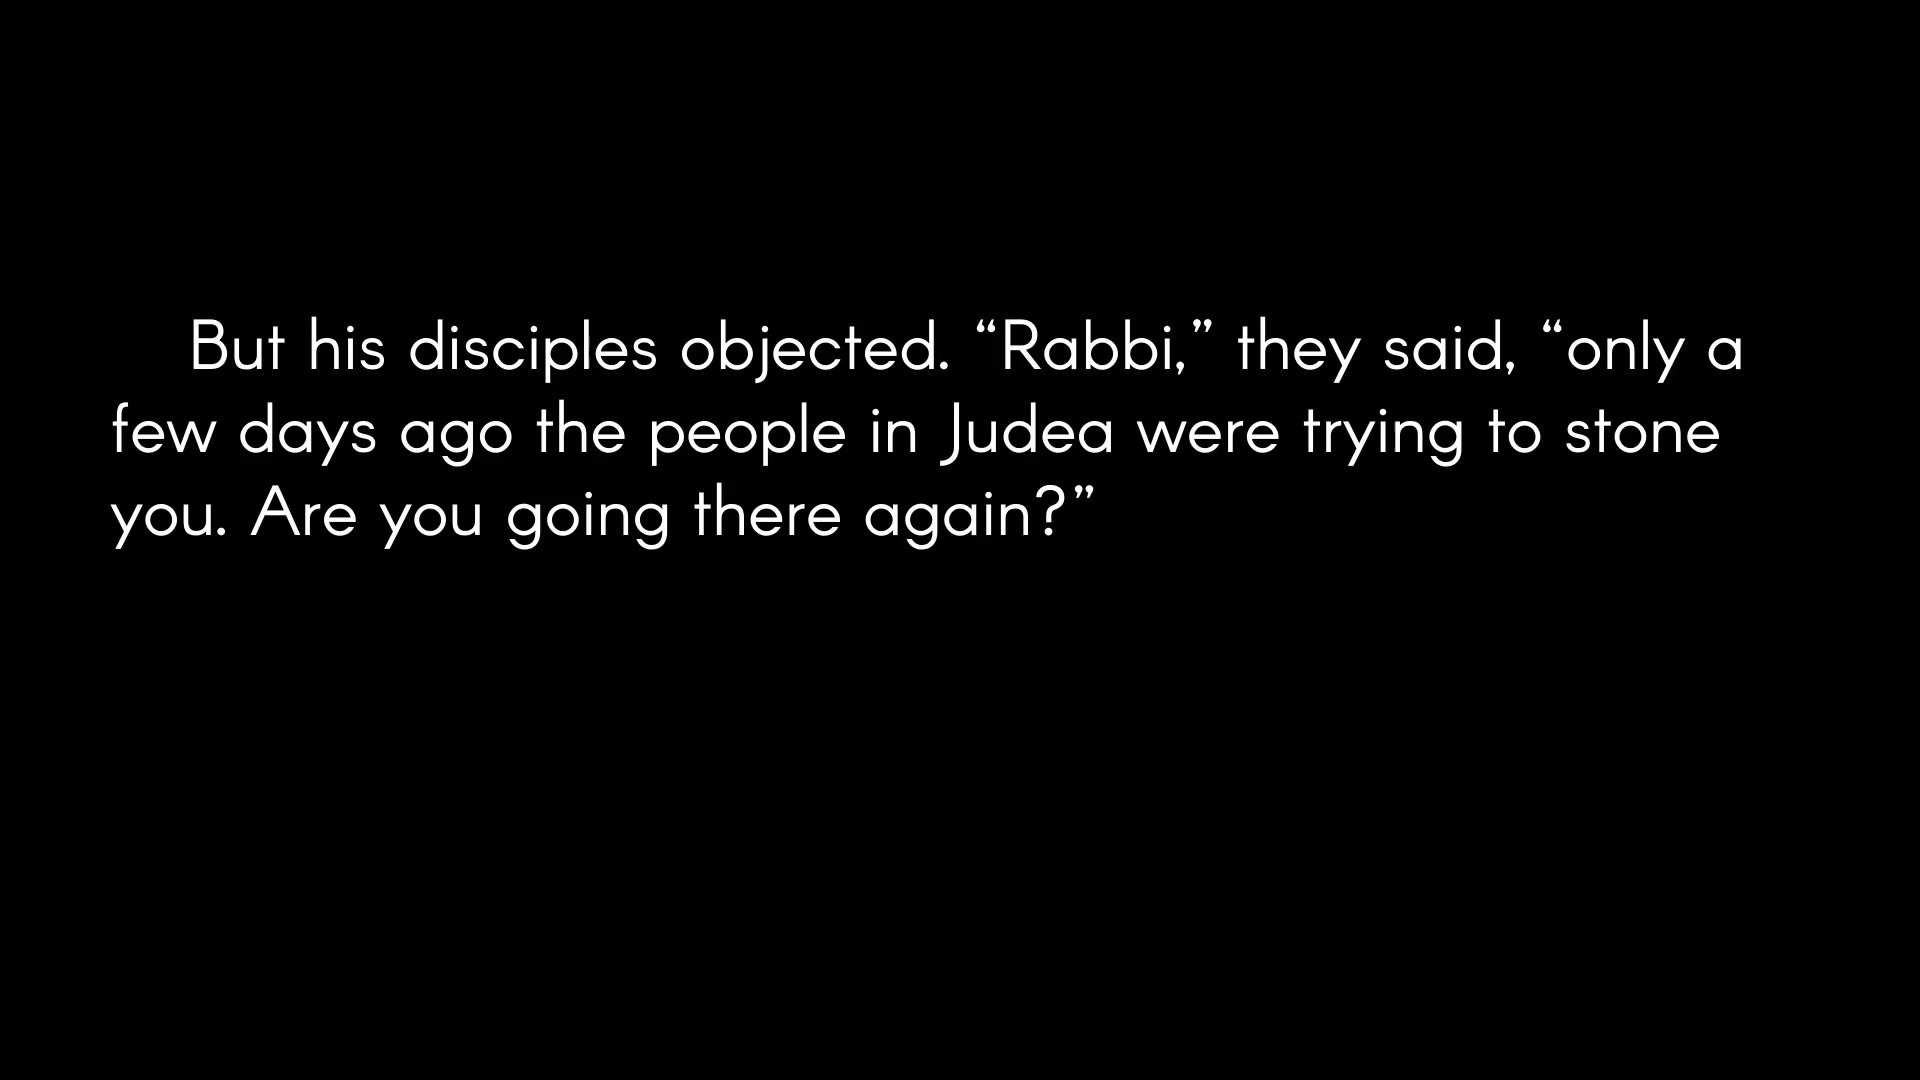 But his disciples objected. “Rabbi,” they said, “only a
few days ago the people in Judea were trying to stone
you. Are you going there again?”